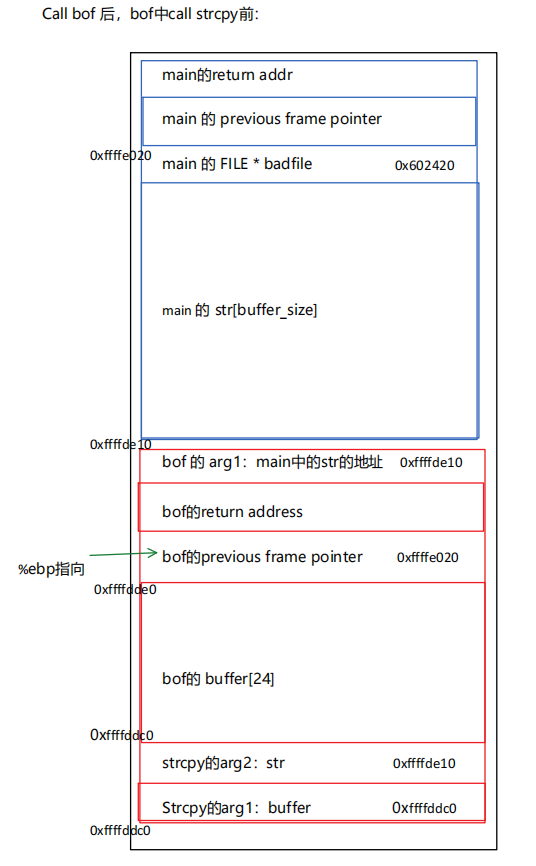 Call bof 后，bof中call strcpy前:
main的return addr
main 的 previous frame pointer
0xffffe020
main 的 FILE * badfile 0x602420
main 的 str[buffer_size]
0xffffde10
bof 的 arg1：main中的str的地址 0xffffde10
bof的return address
bof的previous frame pointer 0xffffe020
%ebp指向
0xffffdde0
bof的 buffer[24]
0xffffddc0
strcpy的arg2：str 0xffffde10
Strcpy的arg1：buffer 0xffffddc0
0xffffddc0